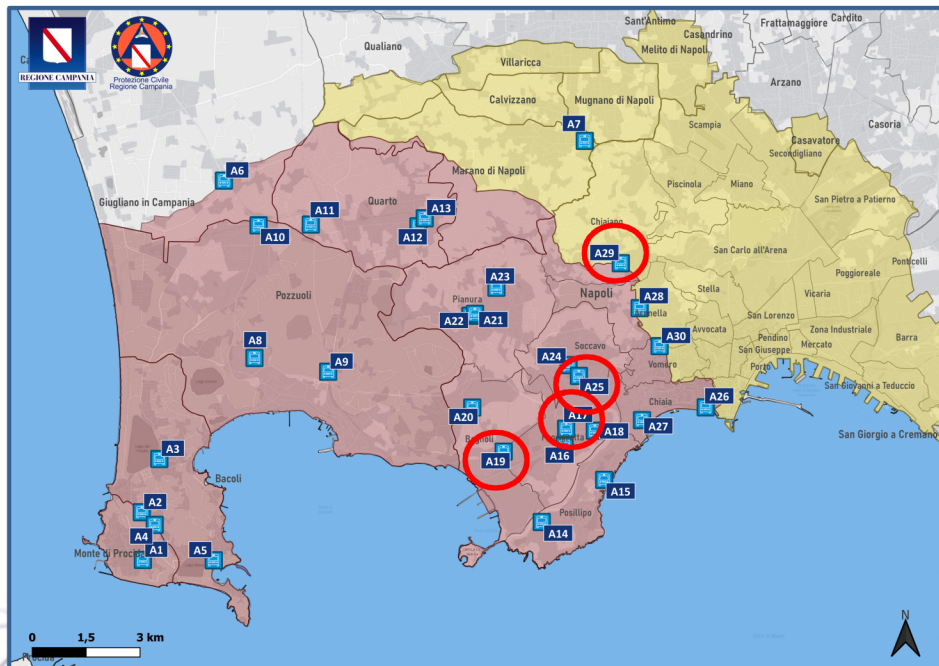 REGIONE CAMPANIA
Protezione Civile
Regione Campania
Sant'Antimo
Frattamaggiore
Cardito
Casandrino
Melito di Napoli
Qualiano
Villaricca
Arzano
Calvizzano
Mugnano di Napoli
Casoria
A7
Scampia
Casavatore
Secondigliano
Marano di Napoli
A6
Piscinola
Miano
Giugliano in Campania
Quarto
San Pietro a Patierno
A11
A13
A10
A12
Chiaiano
A29
San Carlo all'Arena
Ponticelli
Poggioreale
A23
Napoli
Pozzuoli
Pianura
A28
Stella
Vicaria
A22
A21
San Lorenzo
Avvocata
Zona Industriale
Pendino
Mercato
Barra
A8
A24
Soccavo
A30
San Giuseppe
Porto
A9
Vomero
A25
San Giovanni a Teduccio
A20
A17
Chiaia
A26
A27
A18
San Giorgio a Cremano
Bagnoli
A3
A19
A16
Bacoli
A15
A2
A4
Posillipo
A14
Monte di Procida
A1
A5
0
1,5
3 km
N
Procida